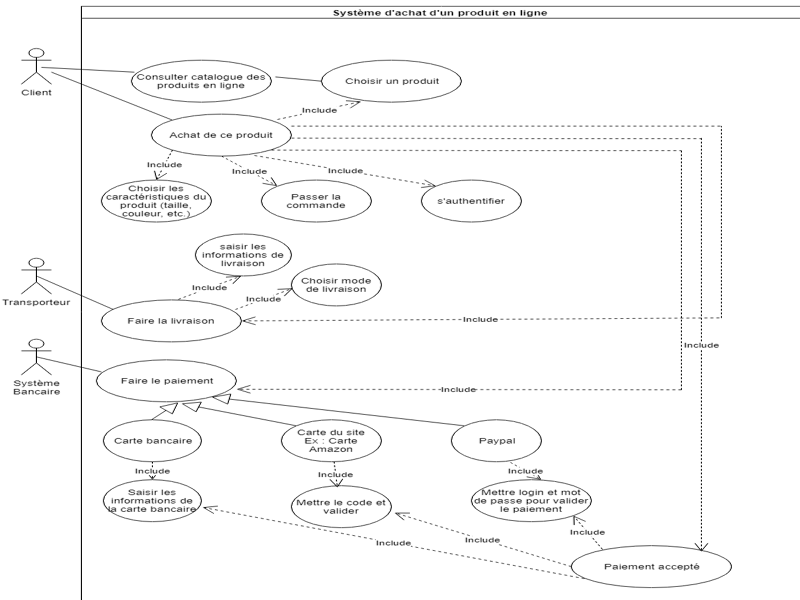 Système d'achat d'un produit en ligne
Client
Consulter catalogue des
produits en ligne
Choisir un produit
Include
Achat de ce produit
Include
Include
Include
Choisir les
caractéristiques du
produit (taille,
couleur, etc.)
Passer la
commande
s'authentifier
saisir les
informations de
livraison
Choisir mode
de livraison
Include
Include
Transporteur
Faire la livraison
Include
Include
Système
Bancaire
Faire le paiement
Include
Carte bancaire
Carte du site
Ex : Carte
Amazon
Paypal
Include
Include
Include
Saisir les
informations de
la carte bancaire
Mettre le code et
valider
Mettre login et mot
de passe pour valider
le paiement
Include
Include
Include
Paiement accepté